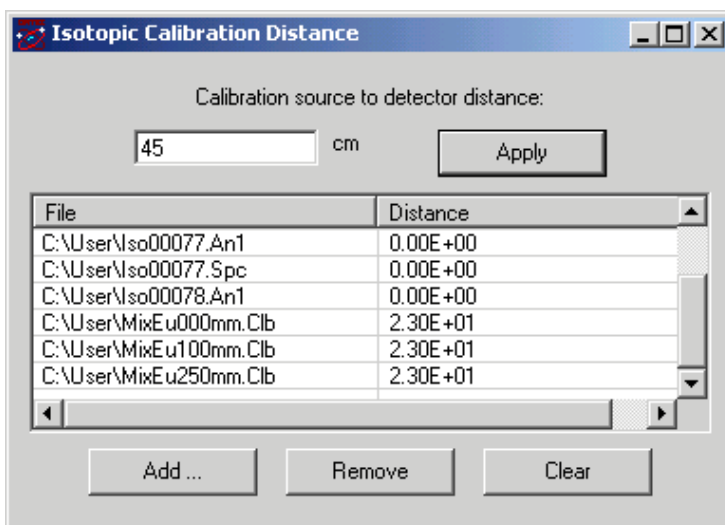 Isotopic Calibration Distance
Calibration source to detector distance:
45 cm Apply
File Distance
C:\User\Iso00077.An1 0.00E+00
C:\User\Iso00077.Spc 0.00E+00
C:\User\Iso00078.An1 0.00E+00
C:\User\MixEu000mm.Clb 2.30E+01
C:\User\MixEu100mm.Clb 2.30E+01
C:\User\MixEu250mm.Clb 2.30E+01
Add ... Remove Clear